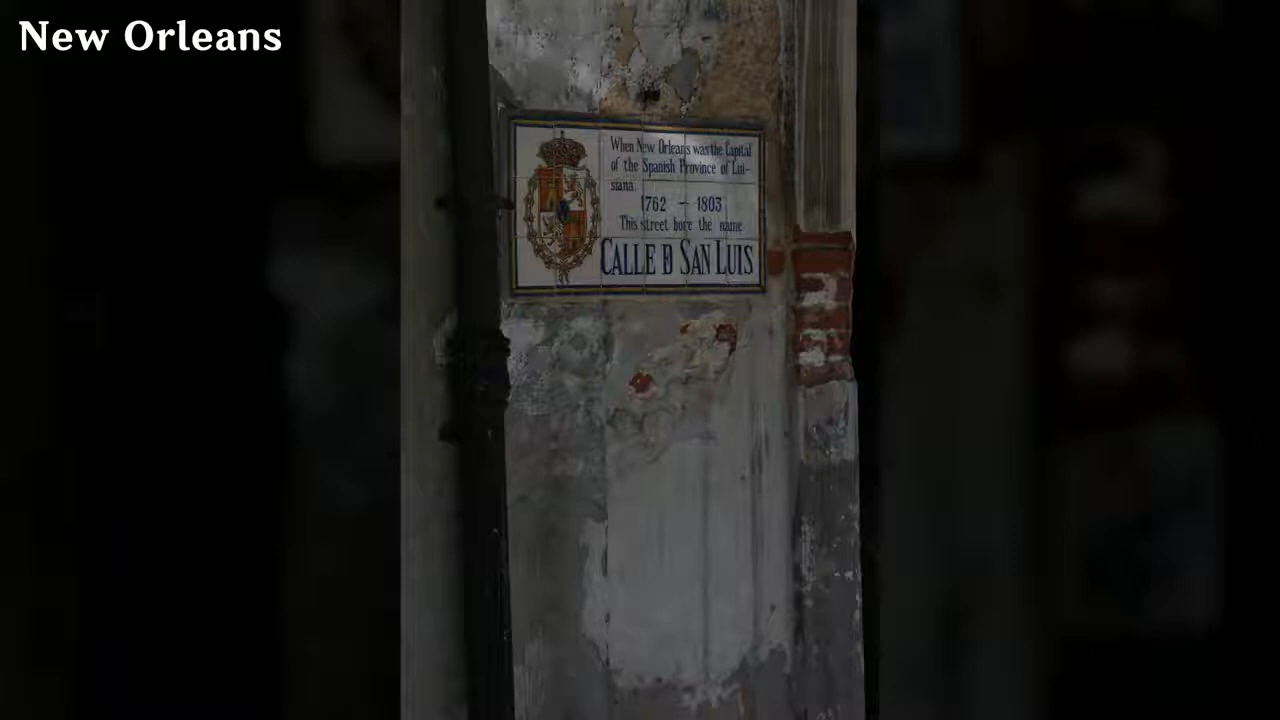 New Orleans
When New Orleans was the Capital
of the Spanish Province of Lui-
siana.
1762 – 1803
This street bore the name
CALLE D SAN LUIS